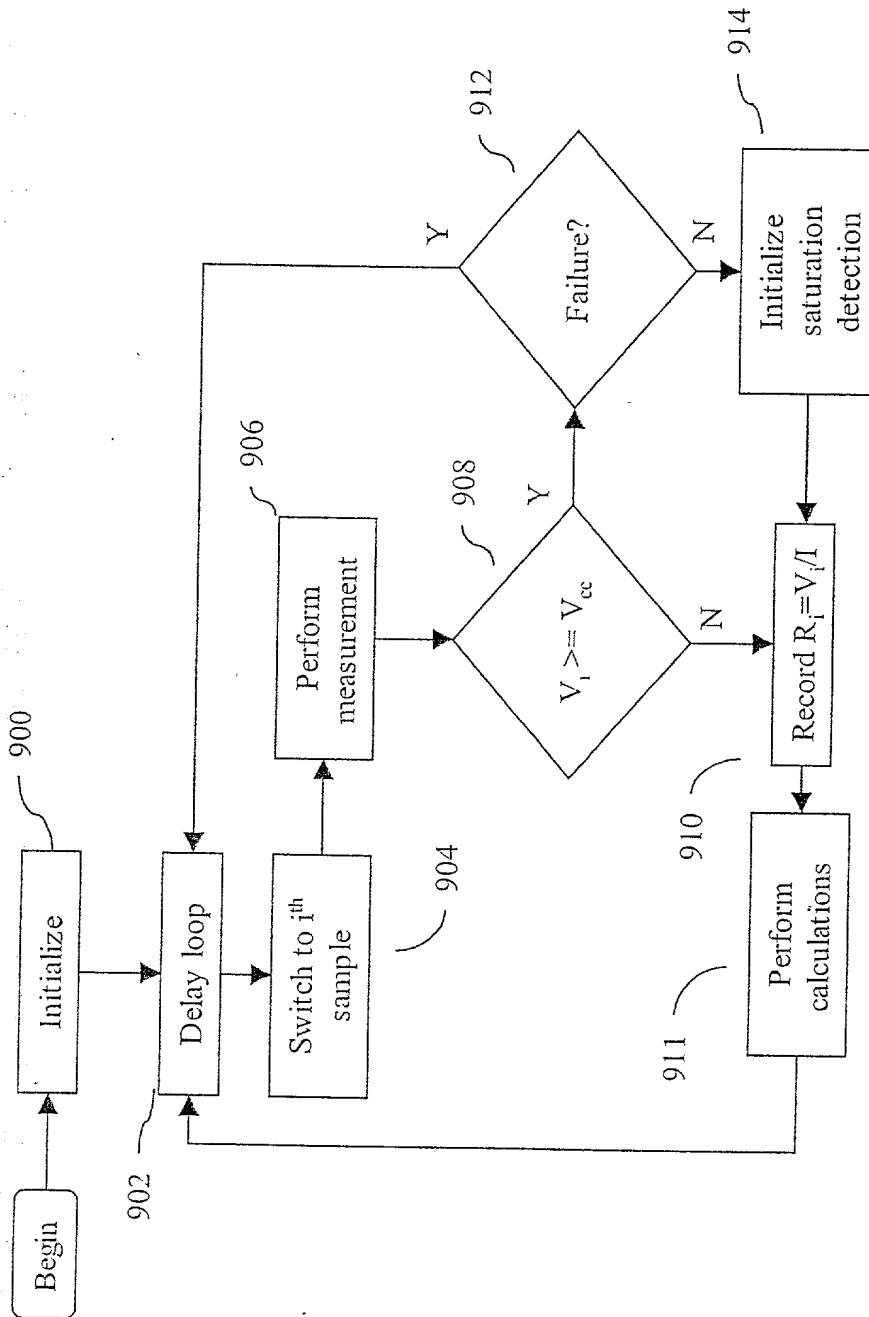 Begin
Initialize
900
902
Delay loop
Switch to iᵗʰ
sample
904
Perform
measurement
906
Vᵢ >= V꜀꜀
908
Y
N
Failure?
912
Y
N
Initialize
saturation
detection
914
Record Rᵢ=Vᵢ/I
910
Perform
calculations
911